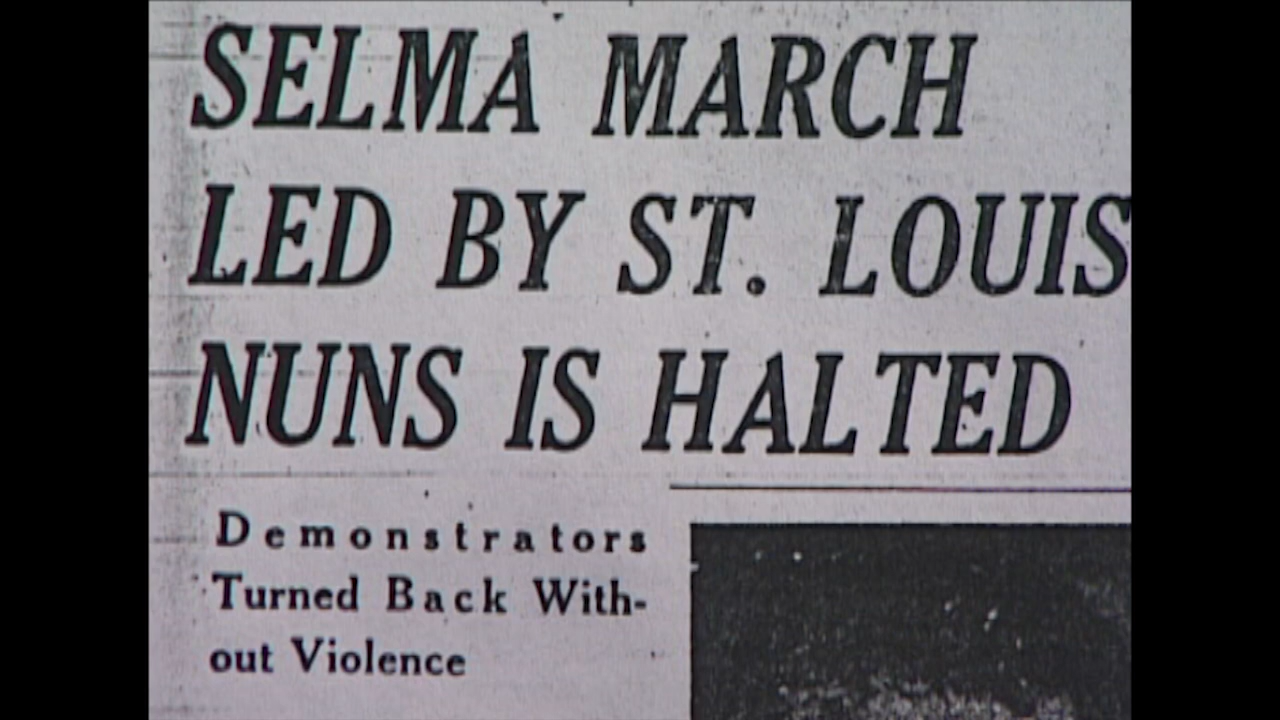 SELMA MARCH
LED BY ST. LOUIS
NUNS IS HALTED
Demonstrators
Turned Back With-
out Violence